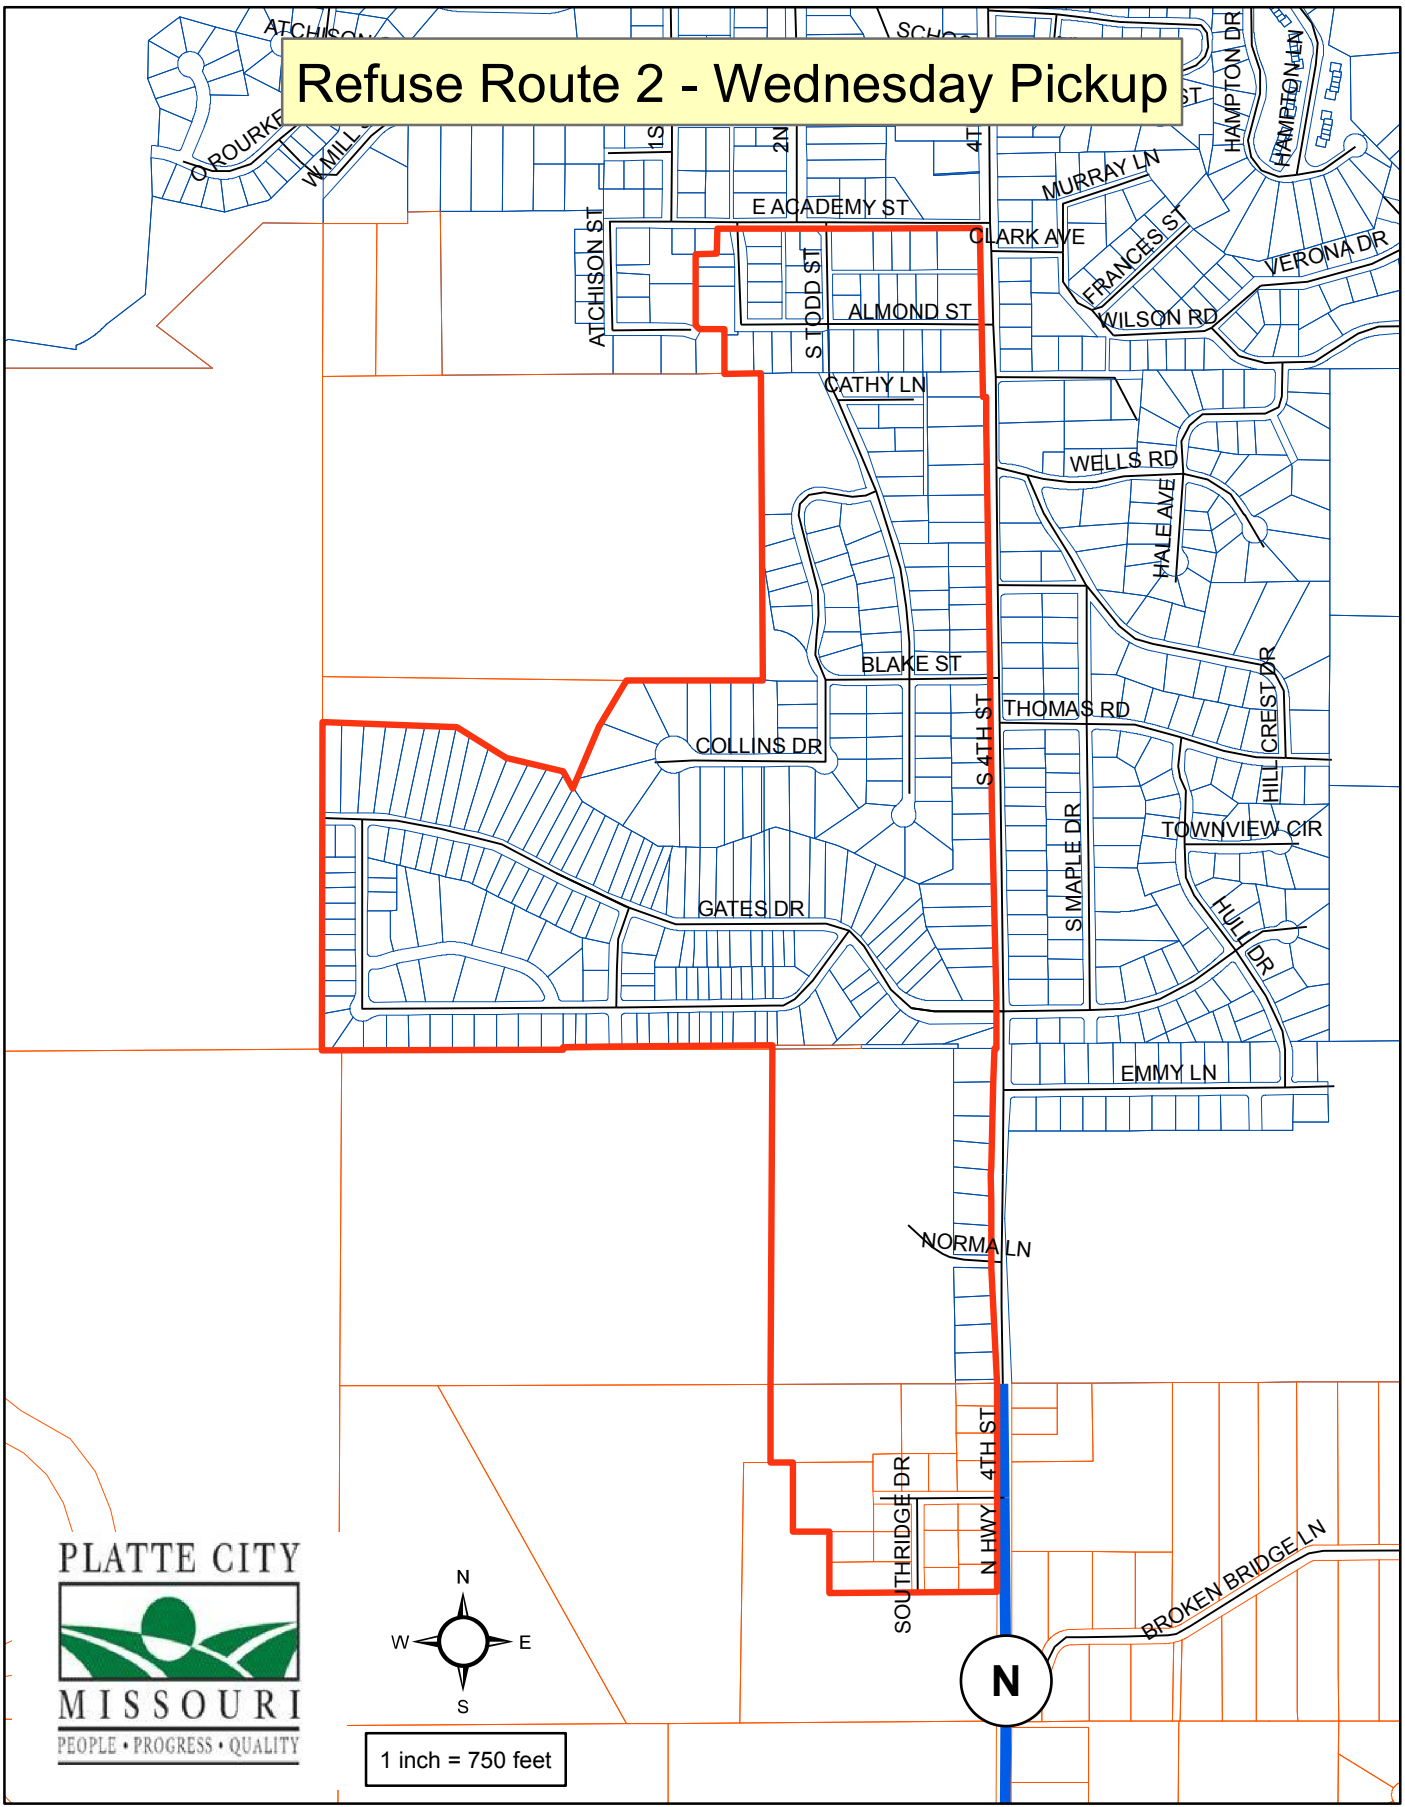 ATCHISON
SCHO
Refuse Route 2 - Wednesday Pickup
ST
HAMPTON DR
HAMPTON LN
O ROURKE
W MILL S
1S
2N
4T
MURRAY LN
E ACADEMY ST
ATCHISON ST
CLARK AVE
FRANCES ST
VERONA DR
S TODD ST
ALMOND ST
WILSON RD
CATHY LN
WELLS RD
HALE AVE
BLAKE ST
HILL CREST DR
THOMAS RD
S 4TH ST
COLLINS DR
S MAPLE DR
TOWNVIEW CIR
GATES DR
HULL DR
EMMY LN
NORMA LN
4TH ST
N HWY
SOUTHRIDGE DR
BROKEN BRIDGE LN
PLATTE CITY
MISSOURI
PEOPLE • PROGRESS • QUALITY
N
W
E
S
N
1 inch = 750 feet